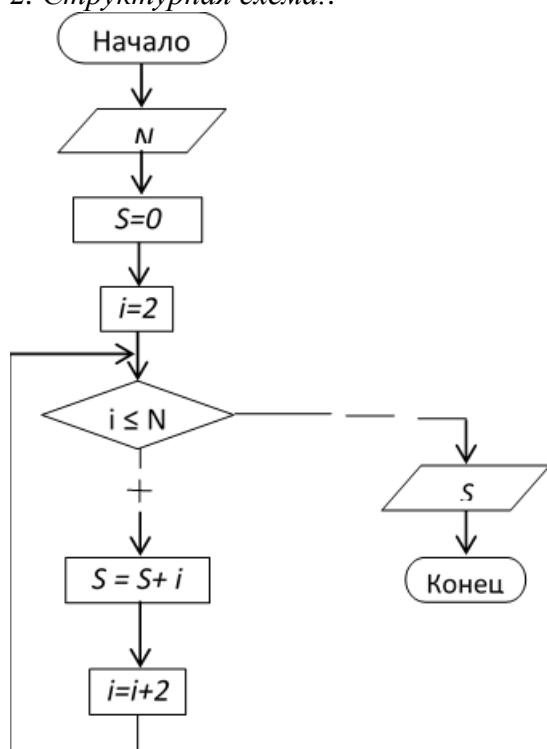 2. Структурная схема:.
Начало
N
S=0
i=2
i ≤ N
+
—
S = S+ i
S
i=i+2
Конец